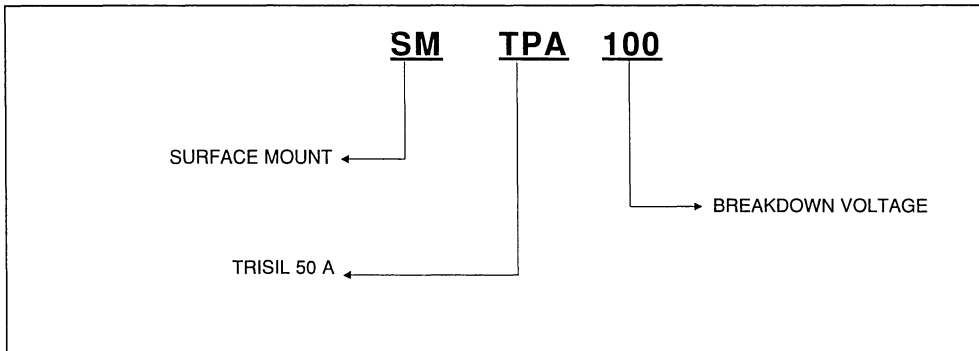 SM TPA 100
SURFACE MOUNT
BREAKDOWN VOLTAGE
TRISIL 50 A